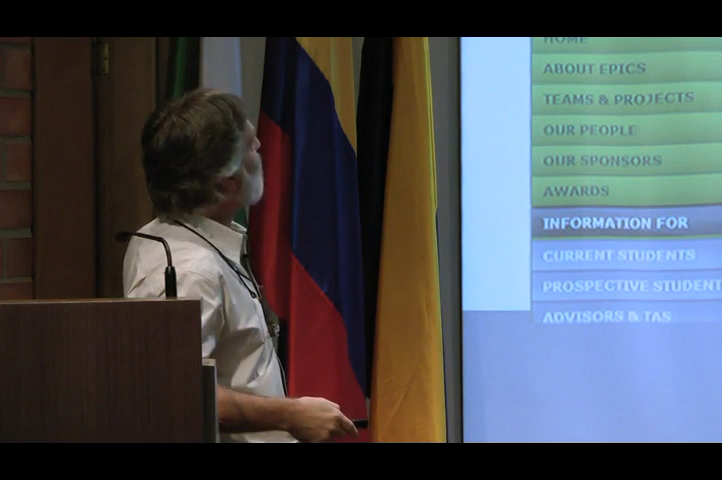 HOME
ABOUT EPICS
TEAMS & PROJECTS
OUR PEOPLE
OUR SPONSORS
AWARDS
INFORMATION FOR
CURRENT STUDENTS
PROSPECTIVE STUDENT
ADVISORS & TAS